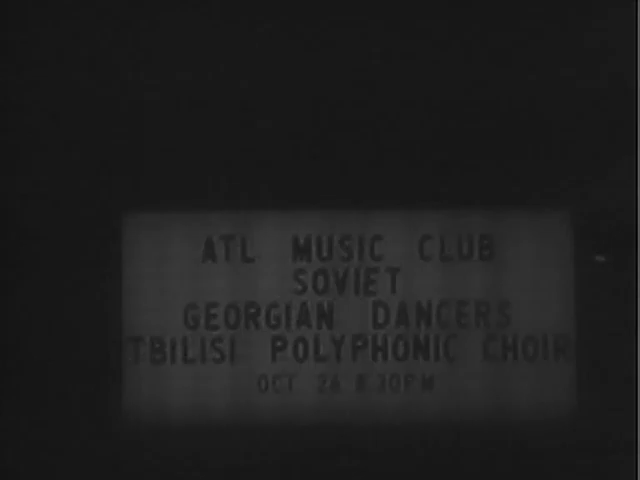 ATL MUSIC CLUB
SOVIET
GEORGIAN DANCERS
TBILISI POLYPHONIC CHOIR
OCT 26 8 30PM